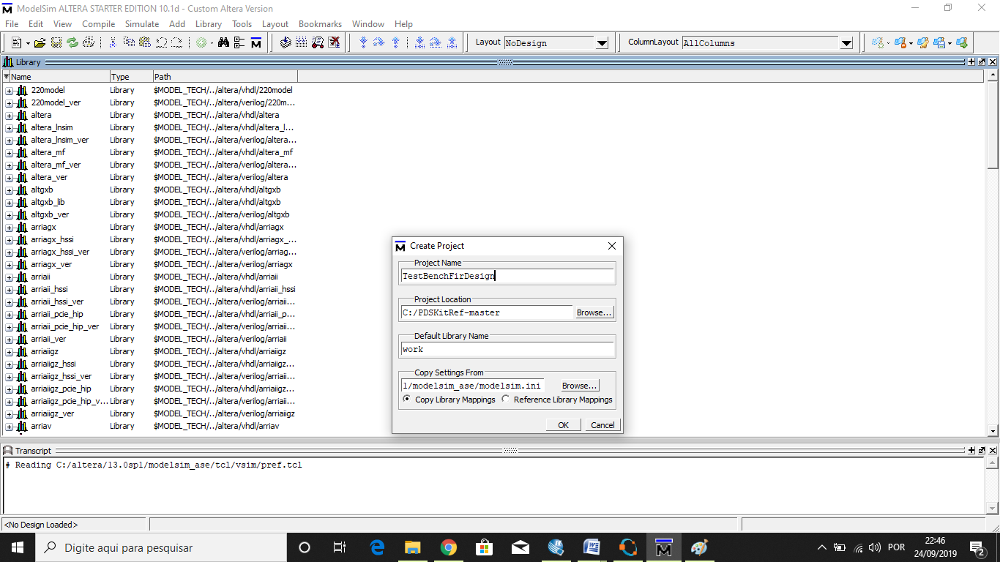 ModelSim ALTERA STARTER EDITION 10.1d - Custom Altera Version
File Edit View Compile Simulate Add Library Tools Layout Bookmarks Window Help
Layout NoDesign ColumnLayout AllColumns
Library
Name Type Path
220model Library $MODEL_TECH/../altera/vhdl/220model
220model_ver Library $MODEL_TECH/../altera/verilog/220m...
altera Library $MODEL_TECH/../altera/vhdl/altera
altera_lnsim Library $MODEL_TECH/../altera/vhdl/altera_l...
altera_lnsim_ver Library $MODEL_TECH/../altera/verilog/altera...
altera_mf Library $MODEL_TECH/../altera/vhdl/altera_mf
altera_mf_ver Library $MODEL_TECH/../altera/verilog/altera...
altera_ver Library $MODEL_TECH/../altera/verilog/altera
altgxb Library $MODEL_TECH/../altera/vhdl/altgxb
altgxb_lib Library $MODEL_TECH/../altera/vhdl/altgxb
altgxb_ver Library $MODEL_TECH/../altera/verilog/altgxb
arriagx Library $MODEL_TECH/../altera/vhdl/arriagx
arriagx_hssi Library $MODEL_TECH/../altera/vhdl/arriagx_...
arriagx_hssi_ver Library $MODEL_TECH/../altera/verilog/arriag...
arriagx_ver Library $MODEL_TECH/../altera/verilog/arriagx
arriaii Library $MODEL_TECH/../altera/vhdl/arriaii
arriaii_hssi Library $MODEL_TECH/../altera/vhdl/arriaii_hssi
arriaii_hssi_ver Library $MODEL_TECH/../altera/verilog/arriaii...
arriaii_pcie_hip Library $MODEL_TECH/../altera/vhdl/arriaii_p...
arriaii_pcie_hip_ver Library $MODEL_TECH/../altera/verilog/arriaii...
arriaii_ver Library $MODEL_TECH/../altera/verilog/arriaii
arriaiigz Library $MODEL_TECH/../altera/vhdl/arriaiigz
arriaiigz_hssi Library $MODEL_TECH/../altera/vhdl/arriaiigz...
arriaiigz_hssi_ver Library $MODEL_TECH/../altera/verilog/arriaii...
arriaiigz_pcie_hip Library $MODEL_TECH/../altera/vhdl/arriaiigz...
arriaiigz_pcie_hip_v... Library $MODEL_TECH/../altera/verilog/arriaii...
arriaiigz_ver Library $MODEL_TECH/../altera/verilog/arriaiigz
arriav Library $MODEL_TECH/../altera/vhdl/arriav
Create Project
Project Name
TestBenchFirDesign
Project Location
C:/PDSKitRef-master Browse...
Default Library Name
work
Copy Settings From
1/modelsim_ase/modelsim.ini Browse...
Copy Library Mappings Reference Library Mappings
OK Cancel
Transcript
# Reading C:/altera/13.0sp1/modelsim_ase/tcl/vsim/pref.tcl
<No Design Loaded>
Digite aqui para pesquisar
POR
22:46
24/09/2019
2